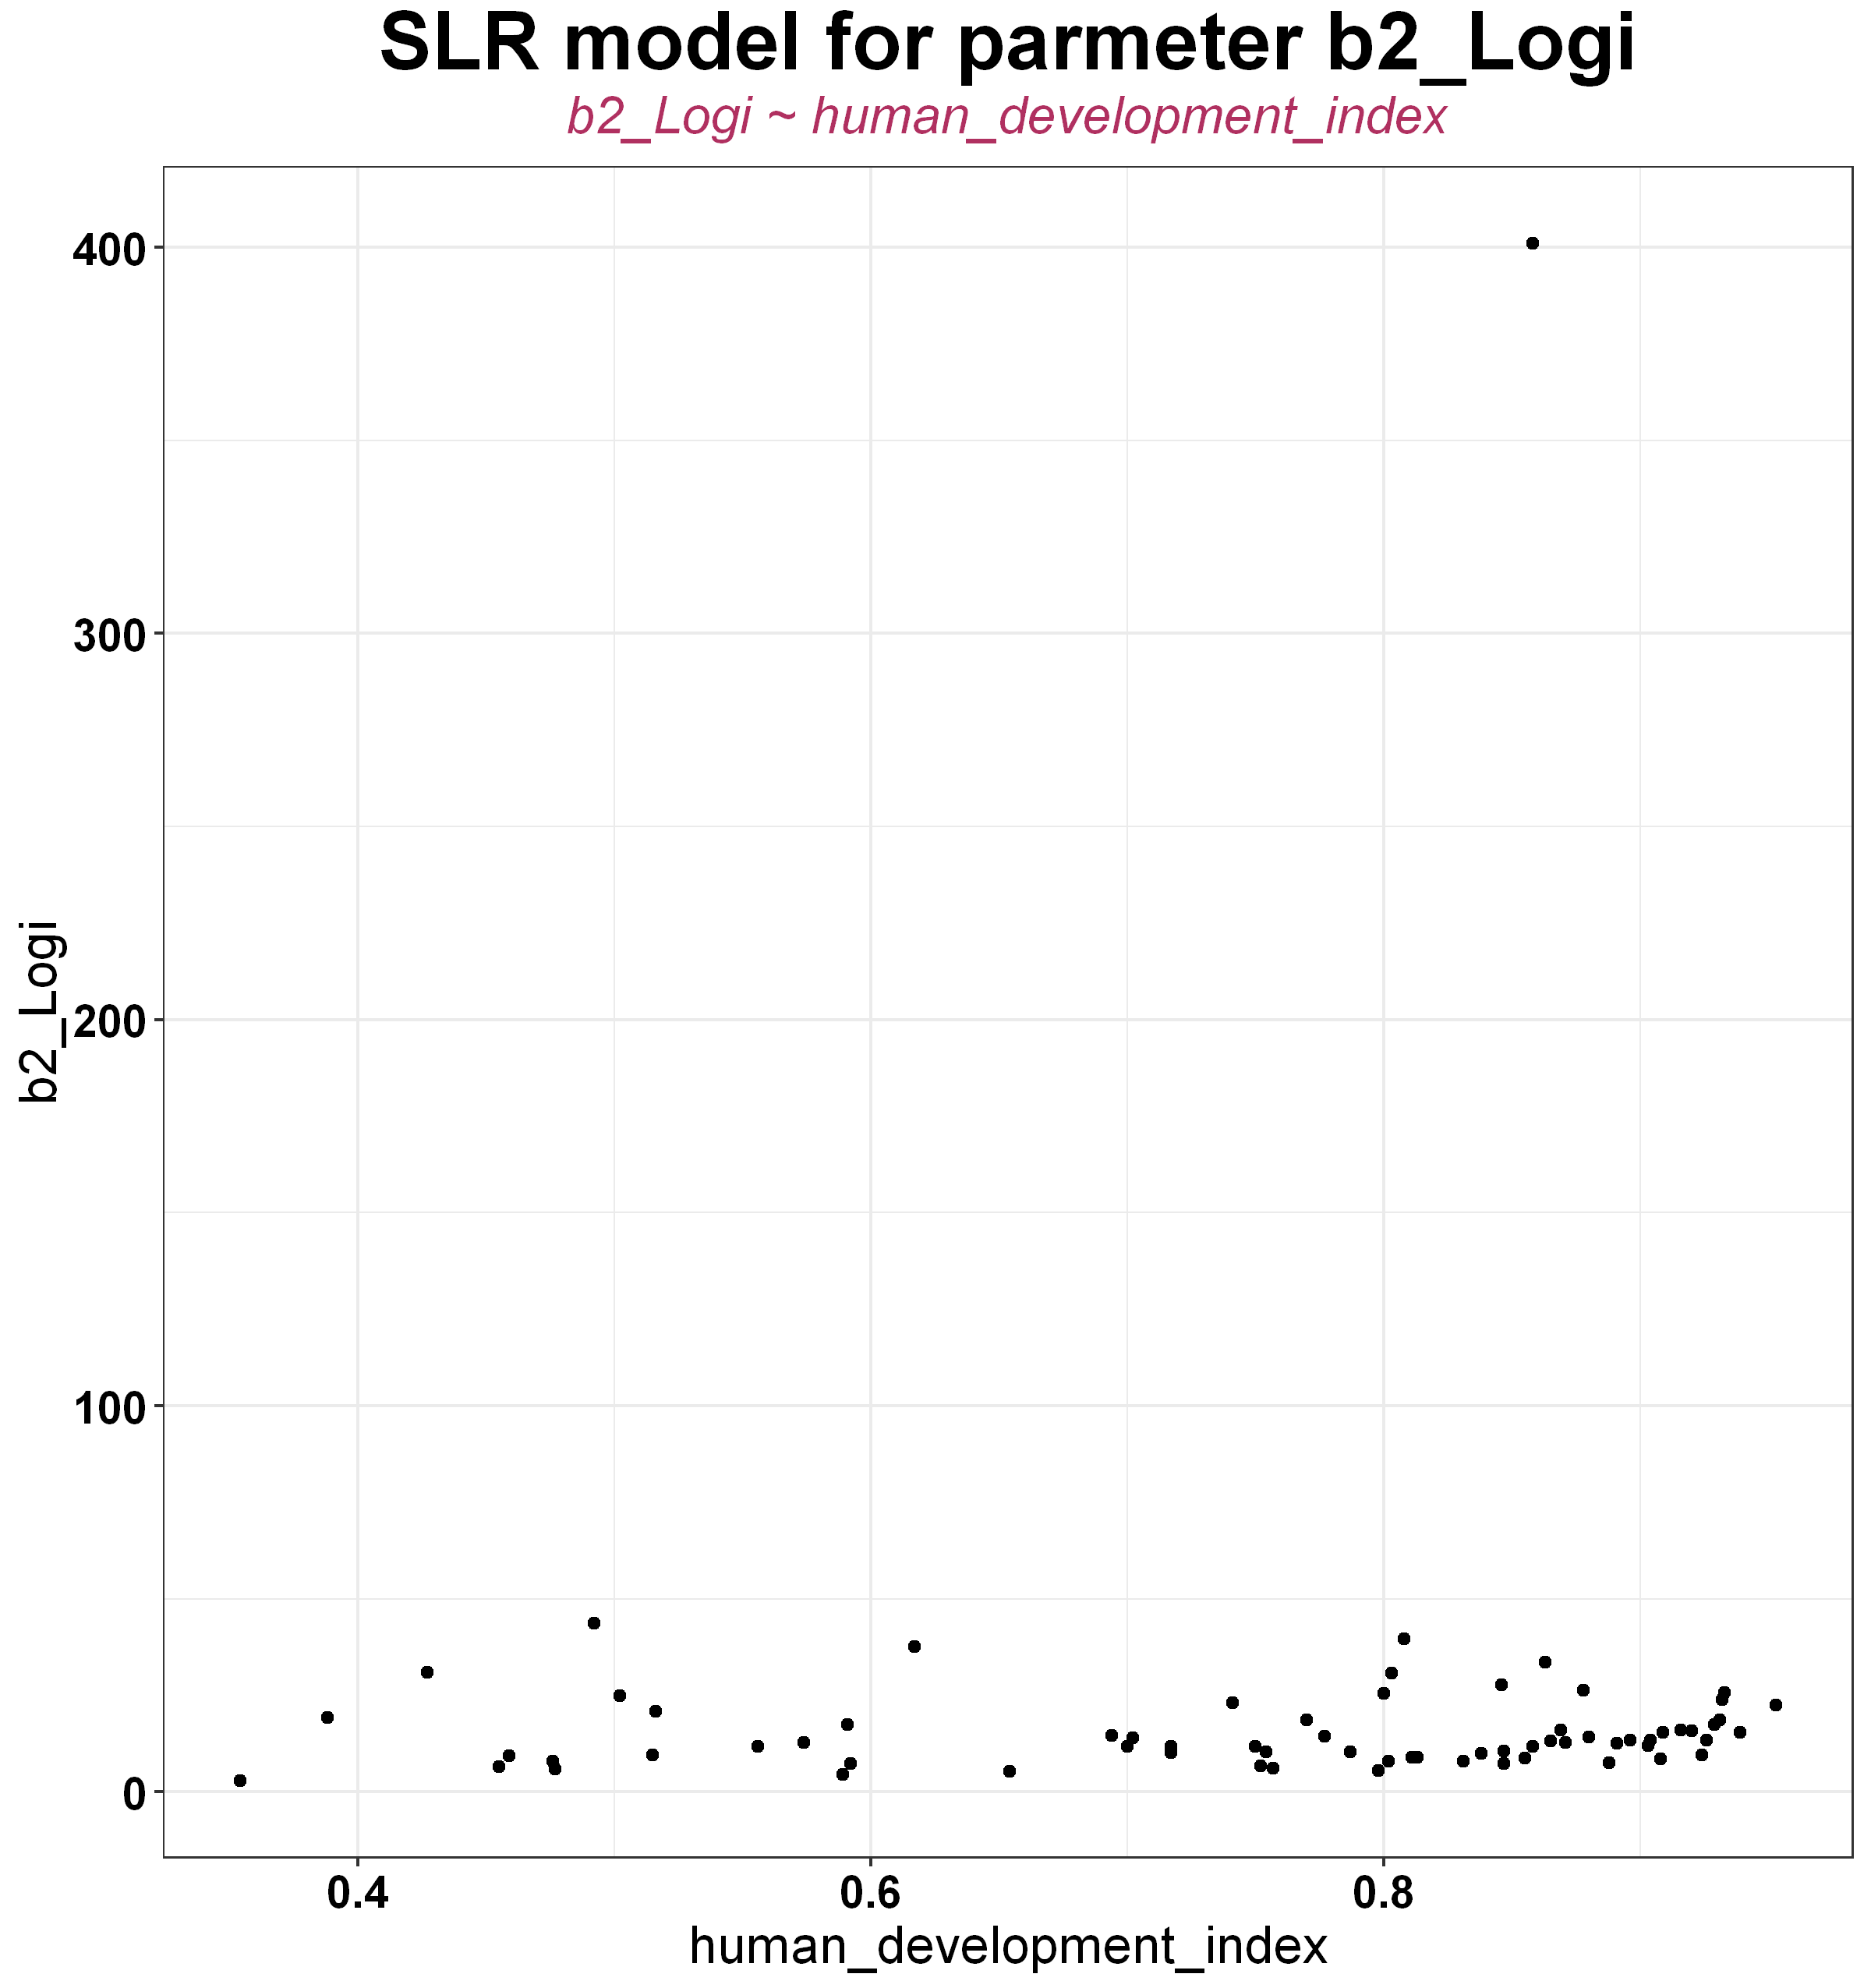 SLR model for parmeter b2_Logi
b2_Logi ~ human_development_index
400
300
200
100
0
b2_Logi
0.4 0.6 0.8
human_development_index